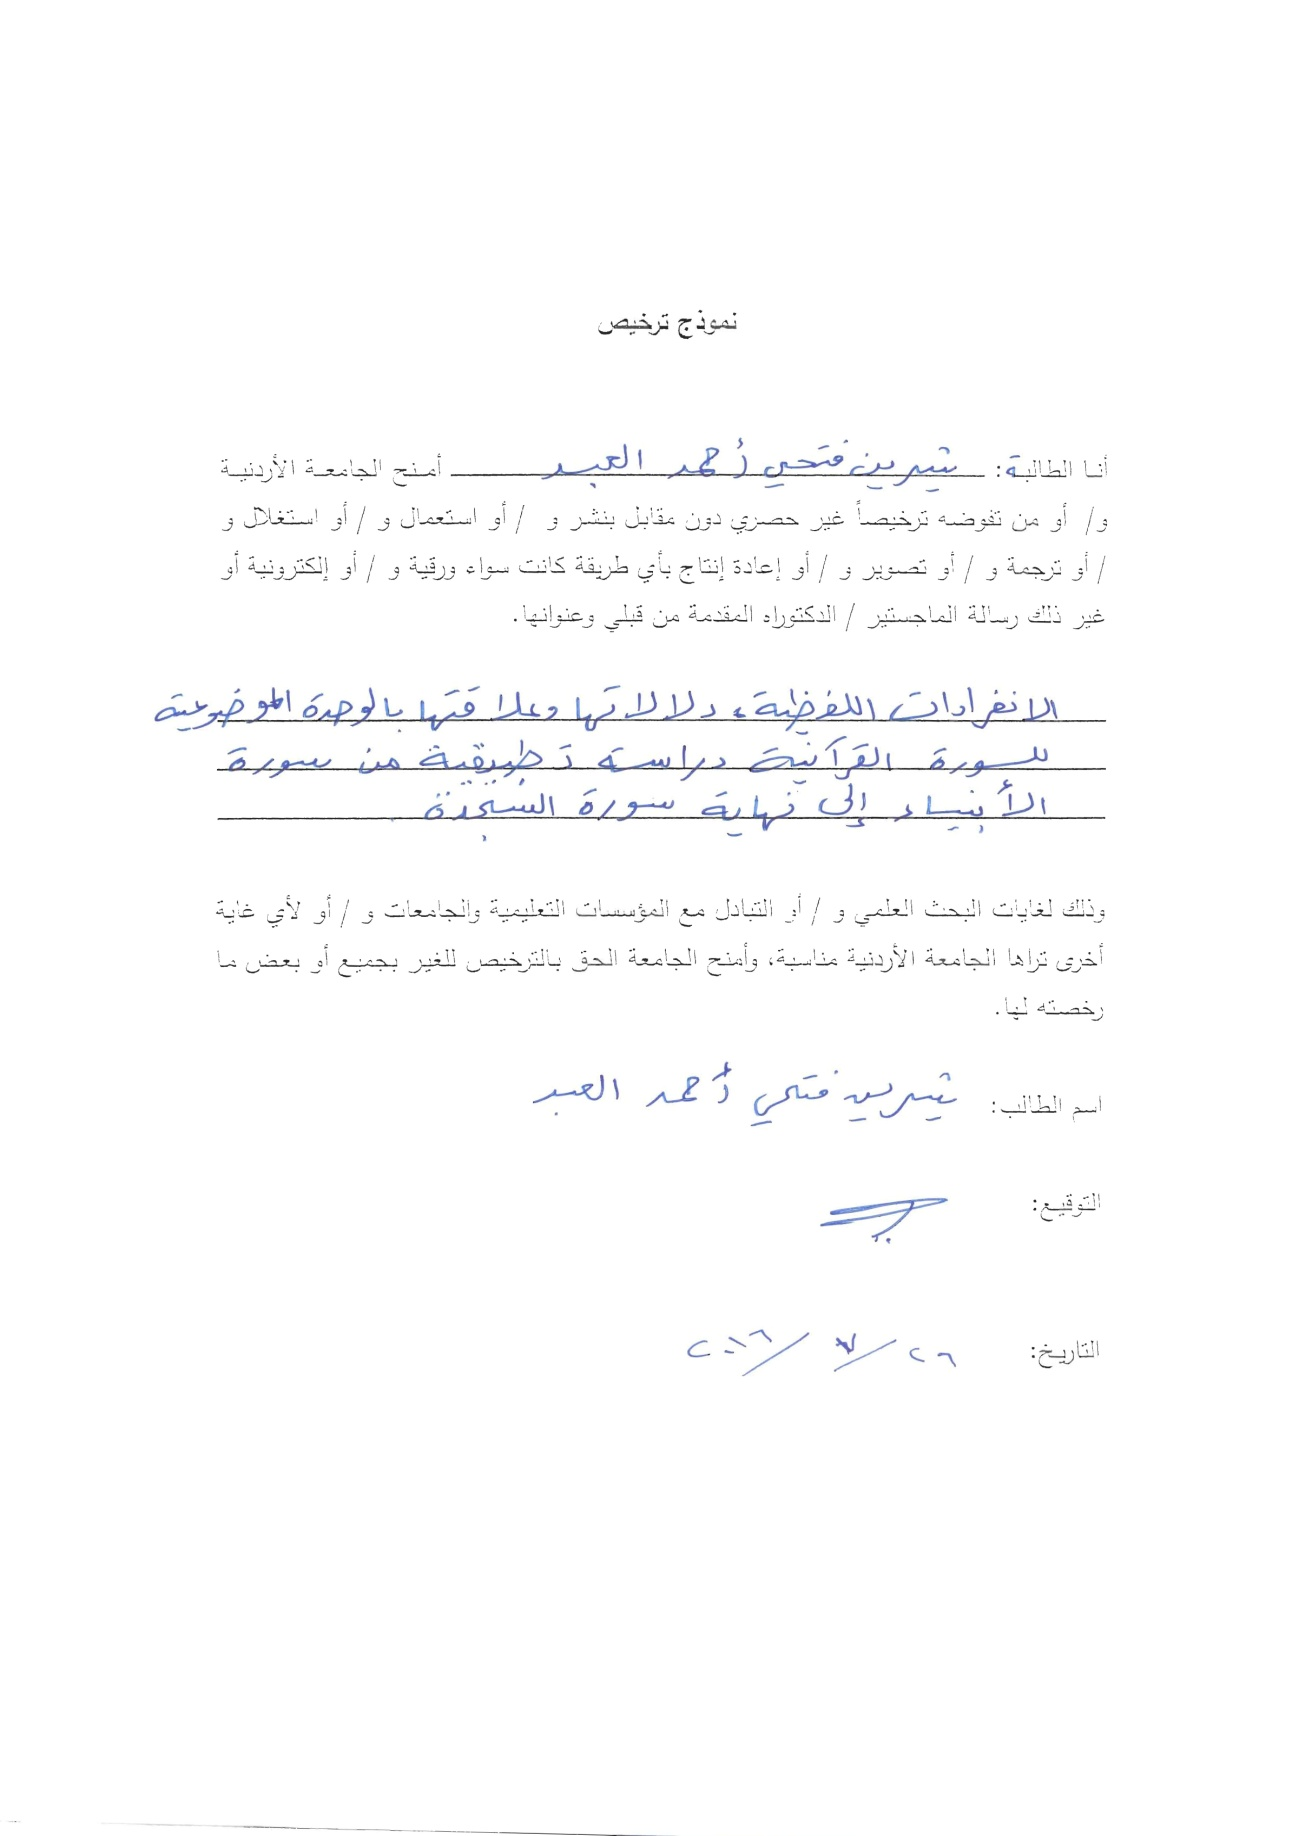 نموذج ترخيص
أنا الطالبة: شيرين فتحي أحمد العبد أمنح الجامعة الأردنية
و/ أو من تفوضه ترخيصاً غير حصري دون مقابل بنشر و / أو استعمال و / أو استغلال و
/ أو ترجمة و / أو تصوير و / أو إعادة إنتاج بأي طريقة كانت سواء ورقية و / أو إلكترونية أو
غير ذلك رسالة الماجستير / الدكتوراه المقدمة من قبلي وعنوانها.
الانفرادات اللفظية، دلالاتها وعلاقتها بالوحدة الموضوعية
للسورة القرآنية دراسة تطبيقية من سورة
الأنبياء إلى نهاية سورة السجدة
وذلك لغايات البحث العلمي و / أو التبادل مع المؤسسات التعليمية والجامعات و / أو لأي غاية
أخرى تراها الجامعة الأردنية مناسبة، وأمنح الجامعة الحق بالترخيص للغير بجميع أو بعض ما
رخصته لها.
اسم الطالب: شيرين فتحي أحمد العبد
التوقيع:
التاريخ: ٢٦/ ٧/ ٢٠١٦